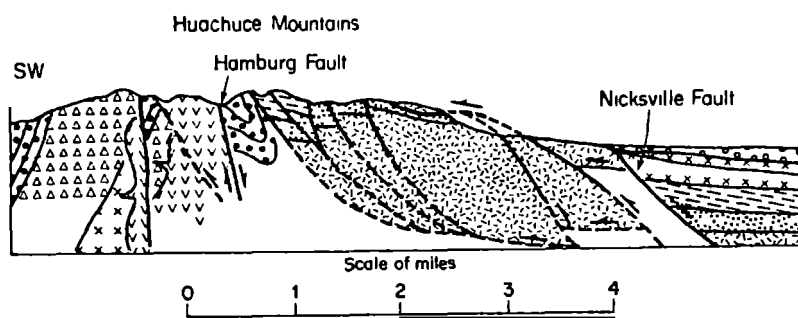 Huachuce Mountains
Hamburg Fault
SW
Nicksville Fault
Scale of miles
0 1 2 3 4